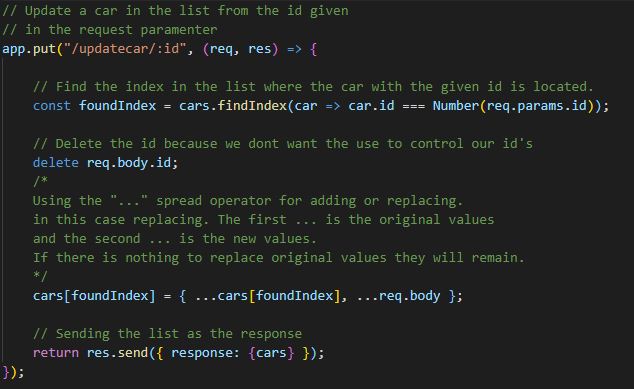 // Update a car in the list from the id given
// in the request paramenter
app.put("/updatecar/:id", (req, res) => {
// Find the index in the list where the car with the given id is located.
const foundIndex = cars.findIndex(car => car.id === Number(req.params.id));
// Delete the id because we dont want the use to control our id's
delete req.body.id;
/*
Using the "..." spread operator for adding or replacing.
in this case replacing. The first ... is the original values
and the second ... is the new values.
If there is nothing to replace original values they will remain.
*/
cars[foundIndex] = { ...cars[foundIndex], ...req.body };
// Sending the list as the response
return res.send({ response: {cars} });
});